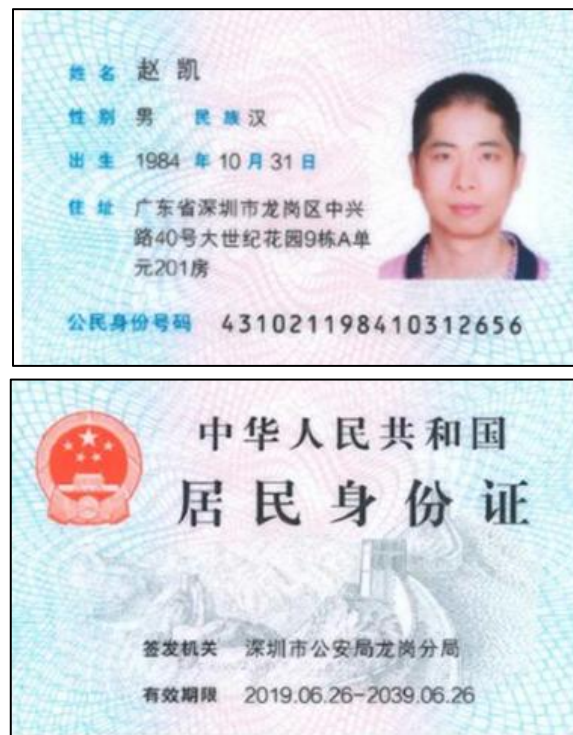 姓名 赵凯
性别 男 民族 汉
出生 1984 年 10 月 31 日
住址 广东省深圳市龙岗区中兴
路40号大世纪花园9栋A单
元201房
公民身份号码 431021198410312656
中华人民共和国
居民身份证
签发机关 深圳市公安局龙岗分局
有效期限 2019.06.26-2039.06.26